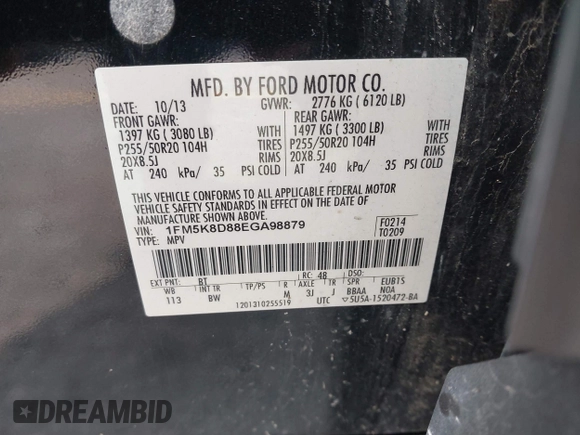 MFD. BY FORD MOTOR CO.
DATE: 10/13 GVWR: 2776 KG ( 6120 LB)
FRONT GAWR: REAR GAWR:
1397 KG ( 3080 LB) WITH 1497 KG ( 3300 LB) WITH
P255/50R20 104H TIRES P255/50R20 104H TIRES
20X8.5J RIMS 20X8.5J RIMS
AT 240 kPa/ 35 PSI COLD AT 240 kPa/ 35 PSI COLD
THIS VEHICLE CONFORMS TO ALL APPLICABLE FEDERAL MOTOR
VEHICLE SAFETY STANDARDS IN EFFECT ON THE DATE OF
MANUFACTURE SHOWN ABOVE.
VIN: 1FM5K8D88EGA98879 F0214
TYPE: MPV T0209
EXT PNT: BT RC: 48 DSO:
WB INT TR TP/PS R AXLE TR SPR EUB1S
113 BW M 3J J BBAA NOA
1201310255519 UTC ▽5U5A-1520472-BA
DREAMBID